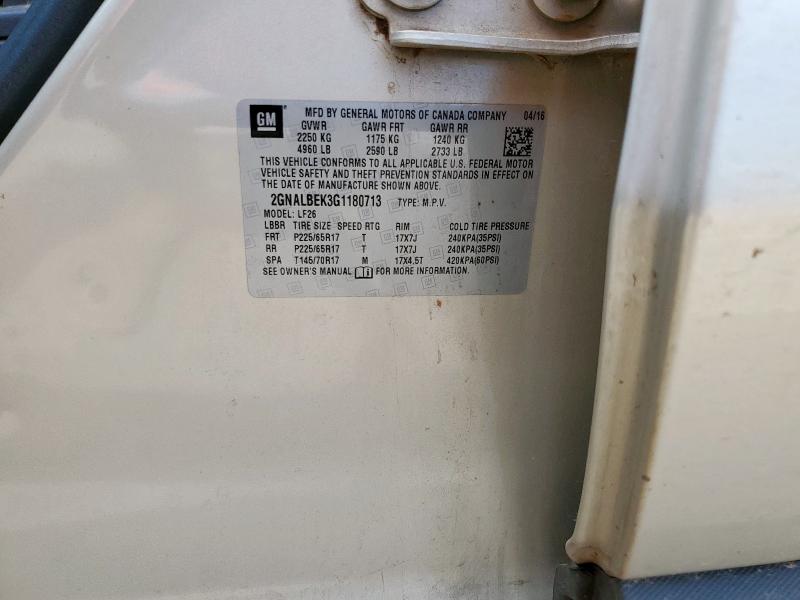 GM
MFD BY GENERAL MOTORS OF CANADA COMPANY 04/16
GVWR GAWR FRT GAWR RR
2250 KG 1175 KG 1240 KG
4960 LB 2590 LB 2733 LB
THIS VEHICLE CONFORMS TO ALL APPLICABLE U.S. FEDERAL MOTOR
VEHICLE SAFETY AND THEFT PREVENTION STANDARDS IN EFFECT ON
THE DATE OF MANUFACTURE SHOWN ABOVE.
2GNALBEK3G1180713 TYPE: M.P.V.
MODEL: LF26
LBBR TIRE SIZE SPEED RTG RIM COLD TIRE PRESSURE
FRT P225/65R17 T 17X7J 240KPA(35PSI)
RR P225/65R17 T 17X7J 240KPA(35PSI)
SPA T145/70R17 M 17X4.5T 420KPA(60PSI)
SEE OWNER'S MANUAL FOR MORE INFORMATION.